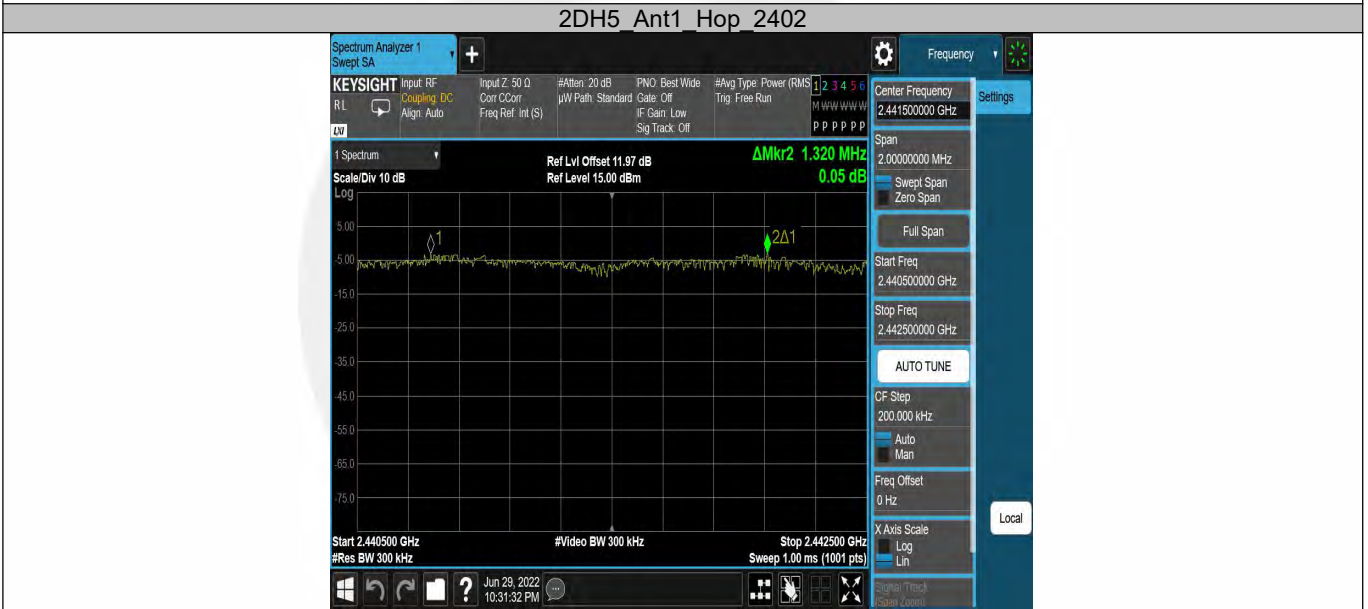 2DH5_Ant1_Hop_2402
Spectrum Analyzer 1
Swept SA
+
Frequency
KEYSIGHT
RL
LXI
Input: RF
Coupling: DC
Align: Auto
Input Z: 50 Ω
Corr CCorr
Freq Ref: Int (S)
#Atten: 20 dB
µW Path: Standard
PNO: Best Wide
Gate: Off
IF Gain: Low
Sig Track: Off
#Avg Type: Power (RMS
Trig: Free Run
1 2 3 4 5 6
M W W W W W
P P P P P P
1 Spectrum
Scale/Div 10 dB
Log
Ref Lvl Offset 11.97 dB
Ref Level 15.00 dBm
ΔMkr2 1.320 MHz
0.05 dB
5.00
-5.00
-15.0
-25.0
-35.0
-45.0
-55.0
-65.0
-75.0
1
2Δ1
Start 2.440500 GHz
#Res BW 300 kHz
#Video BW 300 kHz
Stop 2.442500 GHz
Sweep 1.00 ms (1001 pts)
?
Jun 29, 2022
10:31:32 PM
Center Frequency
2.441500000 GHz
Span
2.00000000 MHz
Swept Span
Zero Span
Full Span
Start Freq
2.440500000 GHz
Stop Freq
2.442500000 GHz
AUTO TUNE
CF Step
200.000 kHz
Auto
Man
Freq Offset
0 Hz
X Axis Scale
Log
Lin
Signal Track
(Span Zoom)
Settings
Local